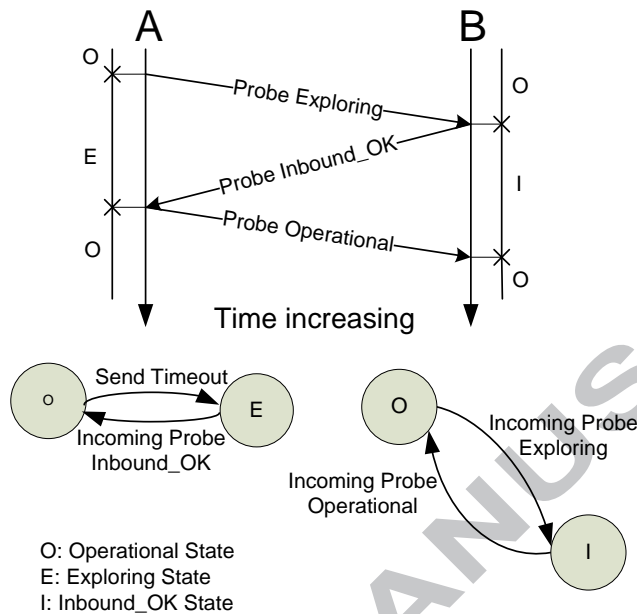 A
B
O
O
Probe Exploring
E
Probe Inbound_OK
I
Probe Operational
O
O
Time increasing
Send Timeout
O
E
Incoming Probe
Inbound_OK
O
Incoming Probe
Exploring
Incoming Probe
Operational
I
O: Operational State
E: Exploring State
I: Inbound_OK State
ANUS